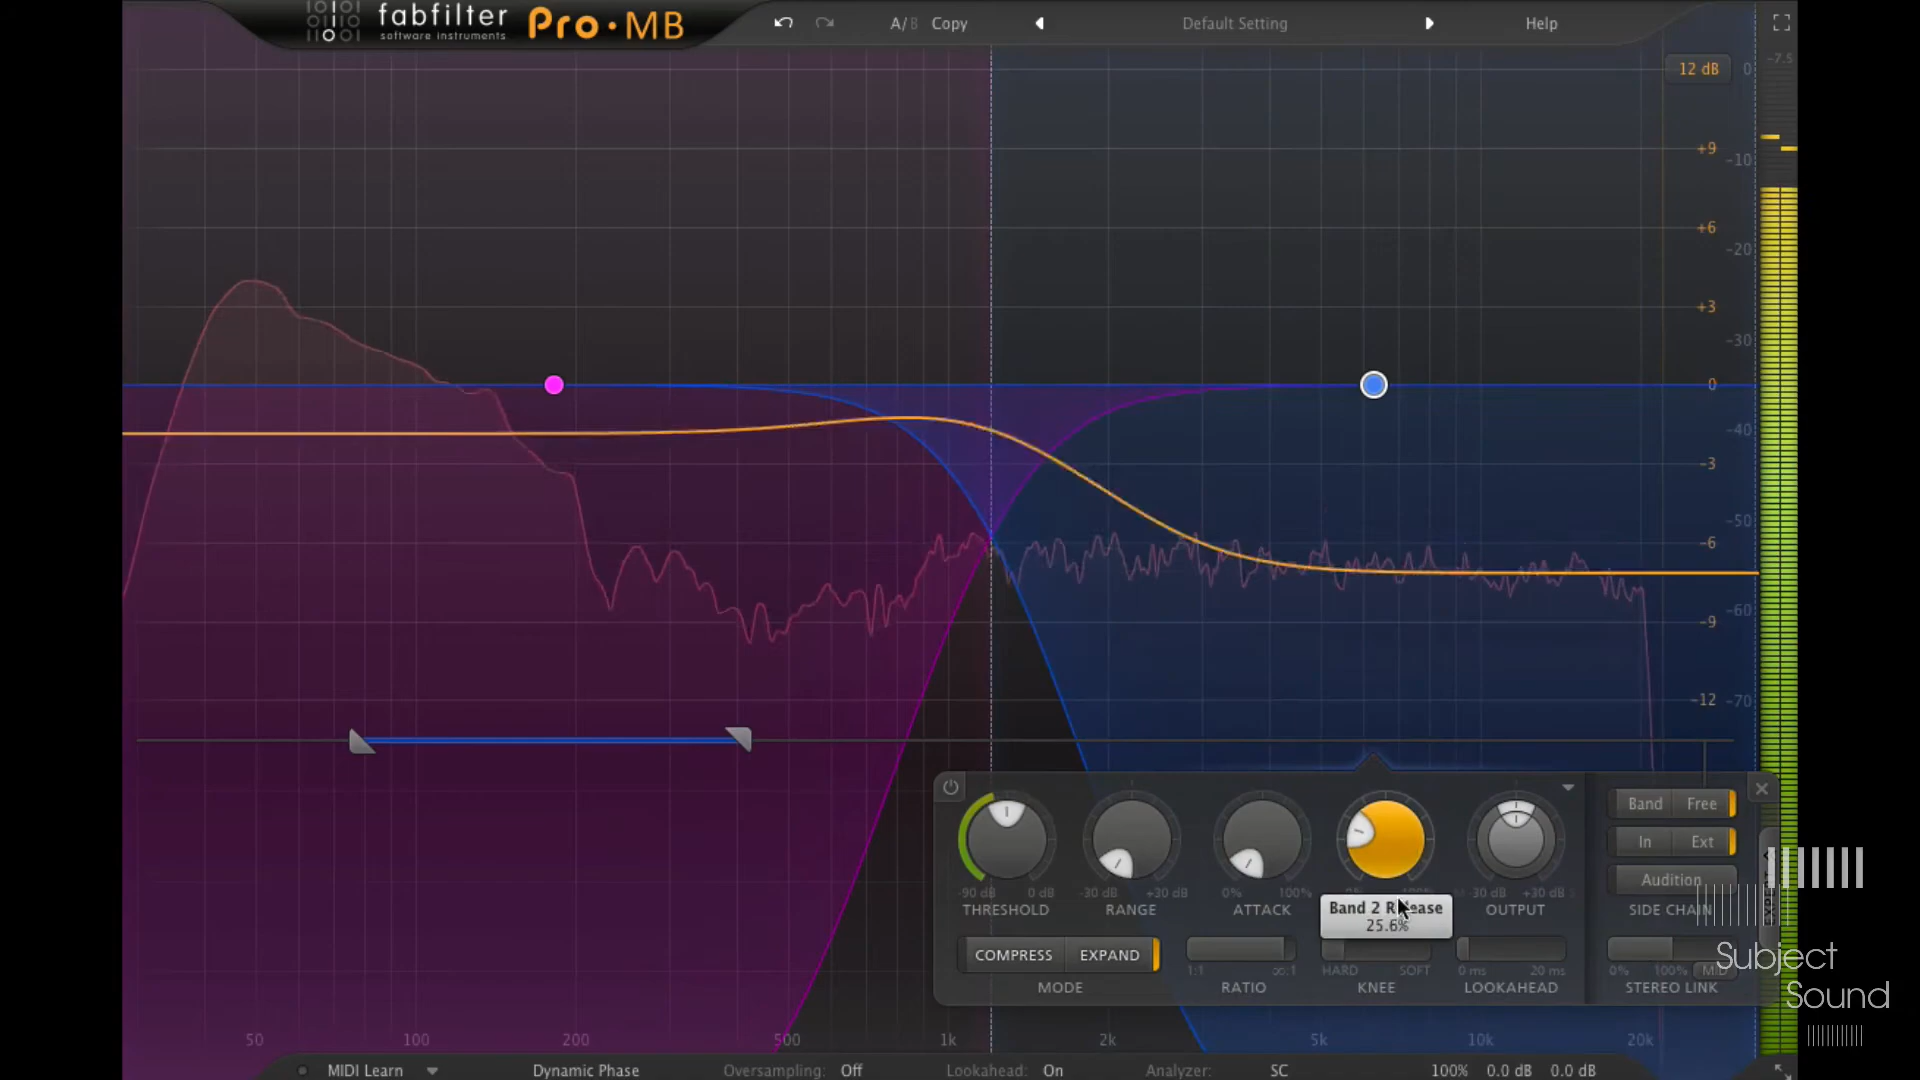 fabfilter
software instruments
Pro·MB
A/B Copy
Default Setting
Help
12 dB
0
-7.5
+9
-10
+6
-20
+3
-30
0
-40
-3
-50
-6
-60
-9
-12
-70
-90 dB 0 dB
THRESHOLD
-30 dB +30 dB
RANGE
0% 100%
ATTACK
Band 2 Release
25.6%
-30 dB +30 dB
OUTPUT
Band Free
In Ext
Audition
SIDE CHAIN
COMPRESS EXPAND
MODE
1:1 ∞:1
RATIO
HARD SOFT
KNEE
0 ms 20 ms
LOOKAHEAD
0% 100% MID
STEREO LINK
Subject
Sound
50 100 200 500 1k 2k 5k 10k 20k
MIDI Learn
Dynamic Phase
Oversampling: Off
Lookahead: On
Analyzer: SC
100% 0.0 dB 0.0 dB